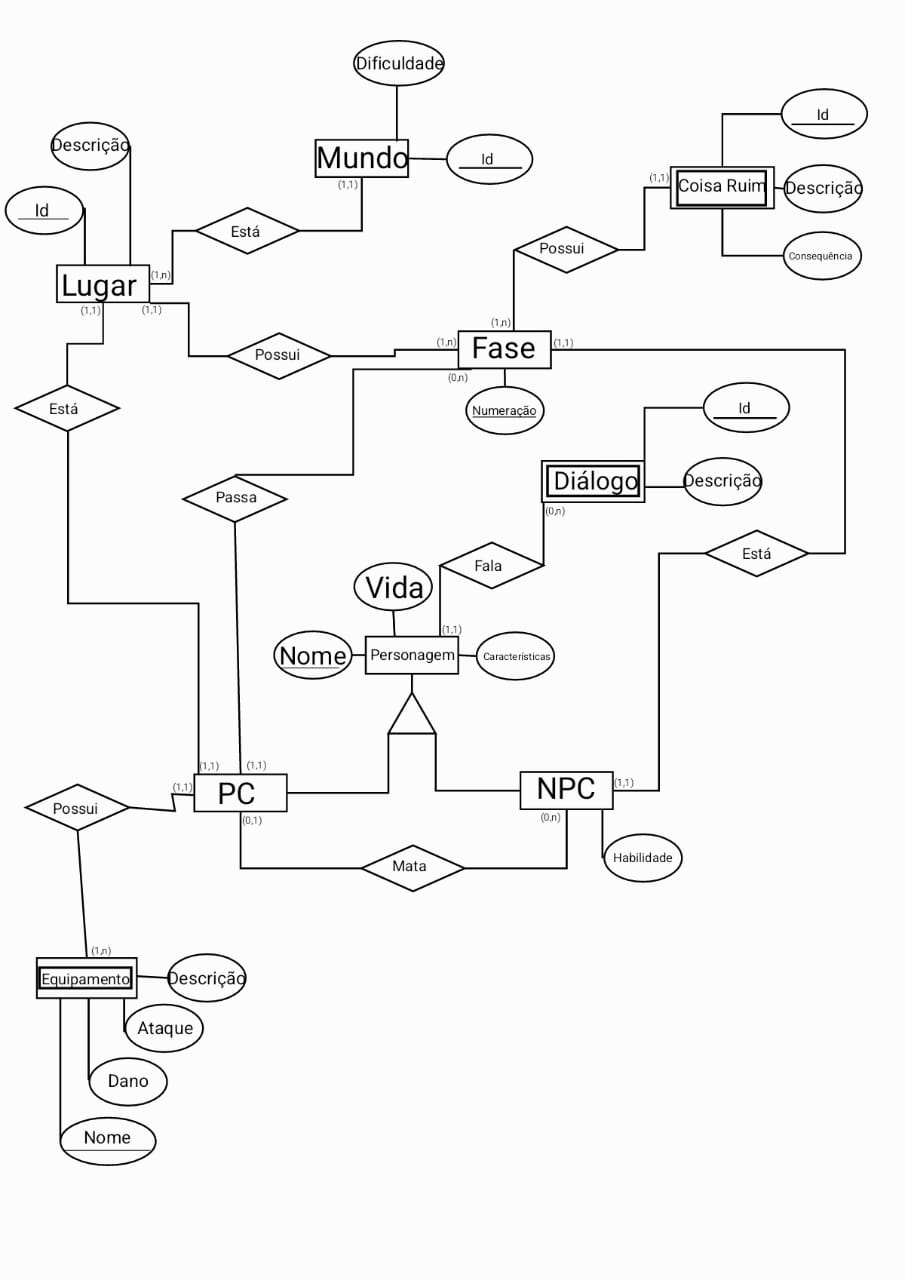 Dificuldade
Mundo
Id
(1,1)
Descrição
Id
Está
Lugar
(1,n)
(1,1)
(1,1)
Id
Coisa Ruim
(1,1)
Descrição
Consequência
Possui
(1,n)
Possui
(1,n)
Fase
(1,1)
(0,n)
Numeração
Está
Id
Diálogo
Descrição
(0,n)
Passa
Está
Fala
Vida
(1,1)
Nome
Personagem
Características
(1,1)
(1,1)
(1,1)
PC
(0,1)
NPC
(1,1)
(0,n)
Possui
Mata
Habilidade
(1,n)
Equipamento
Descrição
Ataque
Dano
Nome